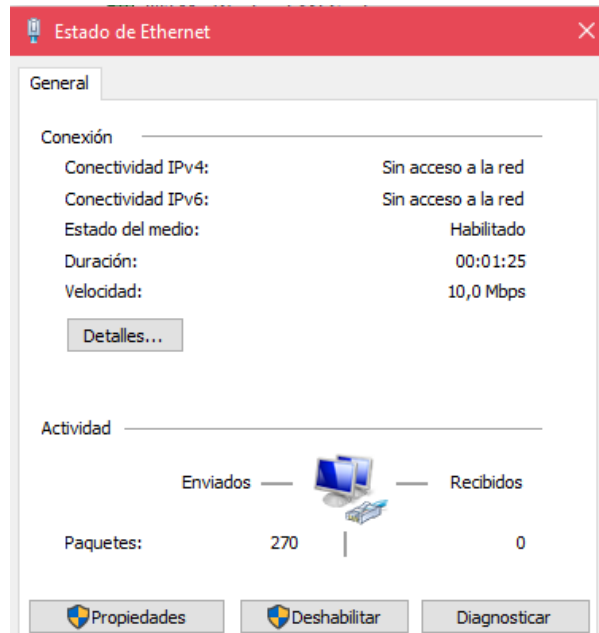 Estado de Ethernet
General
Conexión
Conectividad IPv4: Sin acceso a la red
Conectividad IPv6: Sin acceso a la red
Estado del medio: Habilitado
Duración: 00:01:25
Velocidad: 10,0 Mbps
Detalles...
Actividad
Enviados Recibidos
Paquetes: 270 0
Propiedades Deshabilitar Diagnosticar